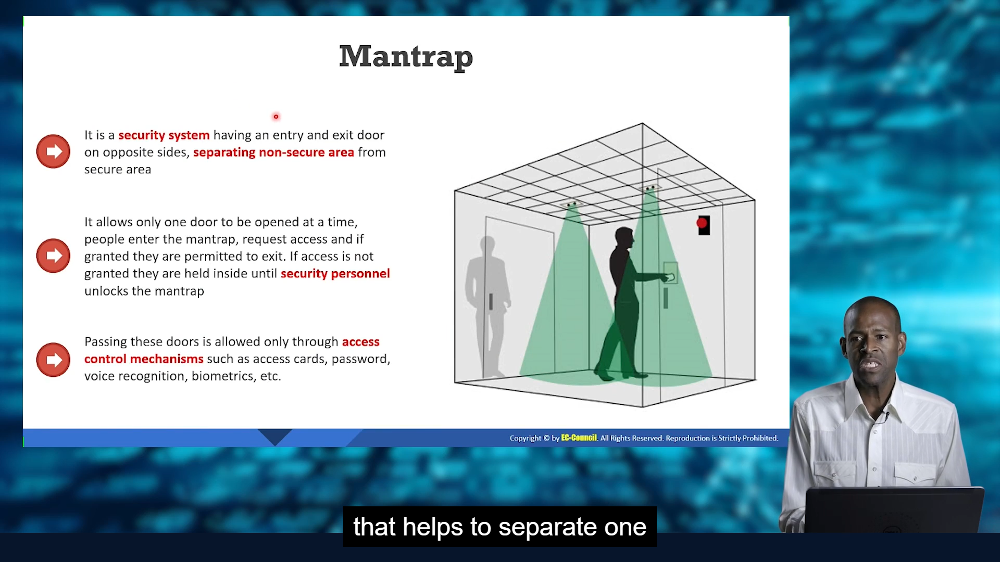 Mantrap
It is a security system having an entry and exit door
on opposite sides, separating non-secure area from
secure area
It allows only one door to be opened at a time,
people enter the mantrap, request access and if
granted they are permitted to exit. If access is not
granted they are held inside until security personnel
unlocks the mantrap
Passing these doors is allowed only through access
control mechanisms such as access cards, password,
voice recognition, biometrics, etc.
Copyright © by EC-Council. All Rights Reserved. Reproduction is Strictly Prohibited.
that helps to separate one